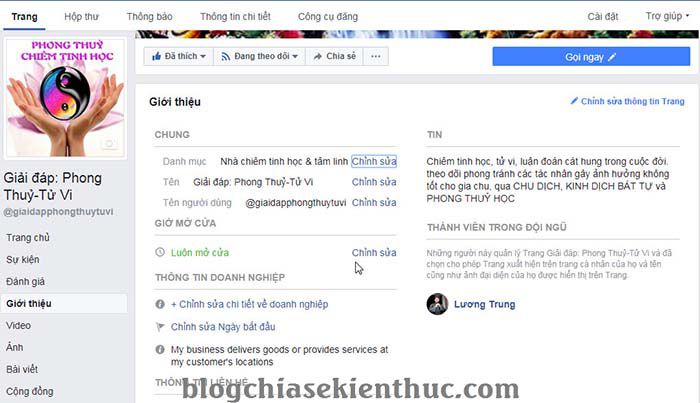 Trang Hộp thư Thông báo Thông tin chi tiết Công cụ đăng Cài đặt Trợ giúp
PHONG THUỶ
CHIÊM TINH HỌC
Đã thích Đang theo dõi Chia sẻ ... Gọi ngay
Giải đáp: Phong
Thuỷ-Tử Vi
@giaidapphongthuytuvi
Trang chủ
Sự kiện
Đánh giá
Giới thiệu
Video
Ảnh
Bài viết
Cộng đồng
Giới thiệu
Chỉnh sửa thông tin Trang
CHUNG
Danh mục Nhà chiêm tinh học & tâm linh Chỉnh sửa
Tên Giải đáp: Phong Thuỷ-Tử Vi Chỉnh sửa
Tên người dùng @giaidapphongthuytuvi Chỉnh sửa
GIỜ MỞ CỬA
Luôn mở cửa Chỉnh sửa
THÔNG TIN DOANH NGHIỆP
+ Chỉnh sửa chi tiết về doanh nghiệp
Chỉnh sửa Ngày bắt đầu
My business delivers goods or provides services at
my customer's locations
THÔNG TIN LIÊN HỆ
TIN
Chiêm tinh học, tử vi, luận đoán cát hung trong cuộc đời.
theo dõi phong tránh các tác nhân gây ảnh hưởng không
tốt cho gia chu, qua CHU DỊCH, KINH DỊCH BÁT TỰ và
PHONG THUỶ HỌC
THÀNH VIÊN TRONG ĐỘI NGŨ
Những người này quản lý Trang Giải đáp: Phong Thuỷ-Tử Vi và đã
chọn cho phép Trang xuất hiện trên trang cá nhân của họ và tên
cũng như ảnh đại diện của họ được hiển thị trên Trang.
Lương Trung
blogchiasekienthuc.com